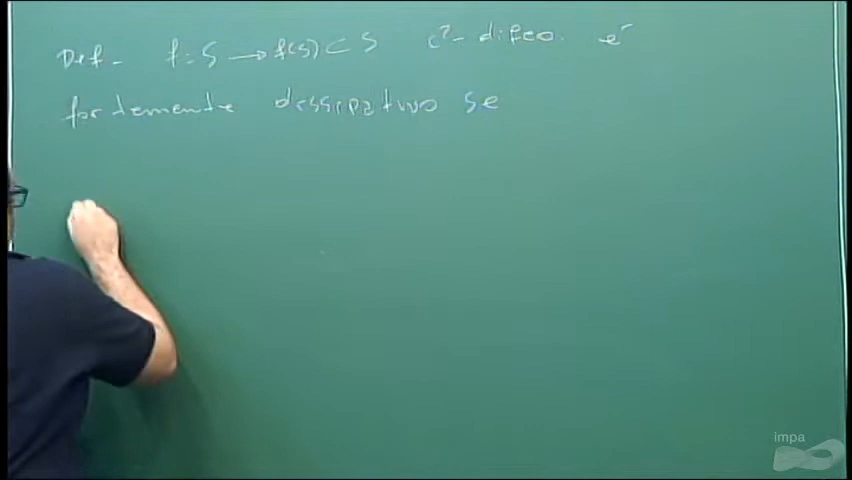 Def- f: S → f(S) ⊂ S C²- difeo. é
fortemente dissipativo se
impa